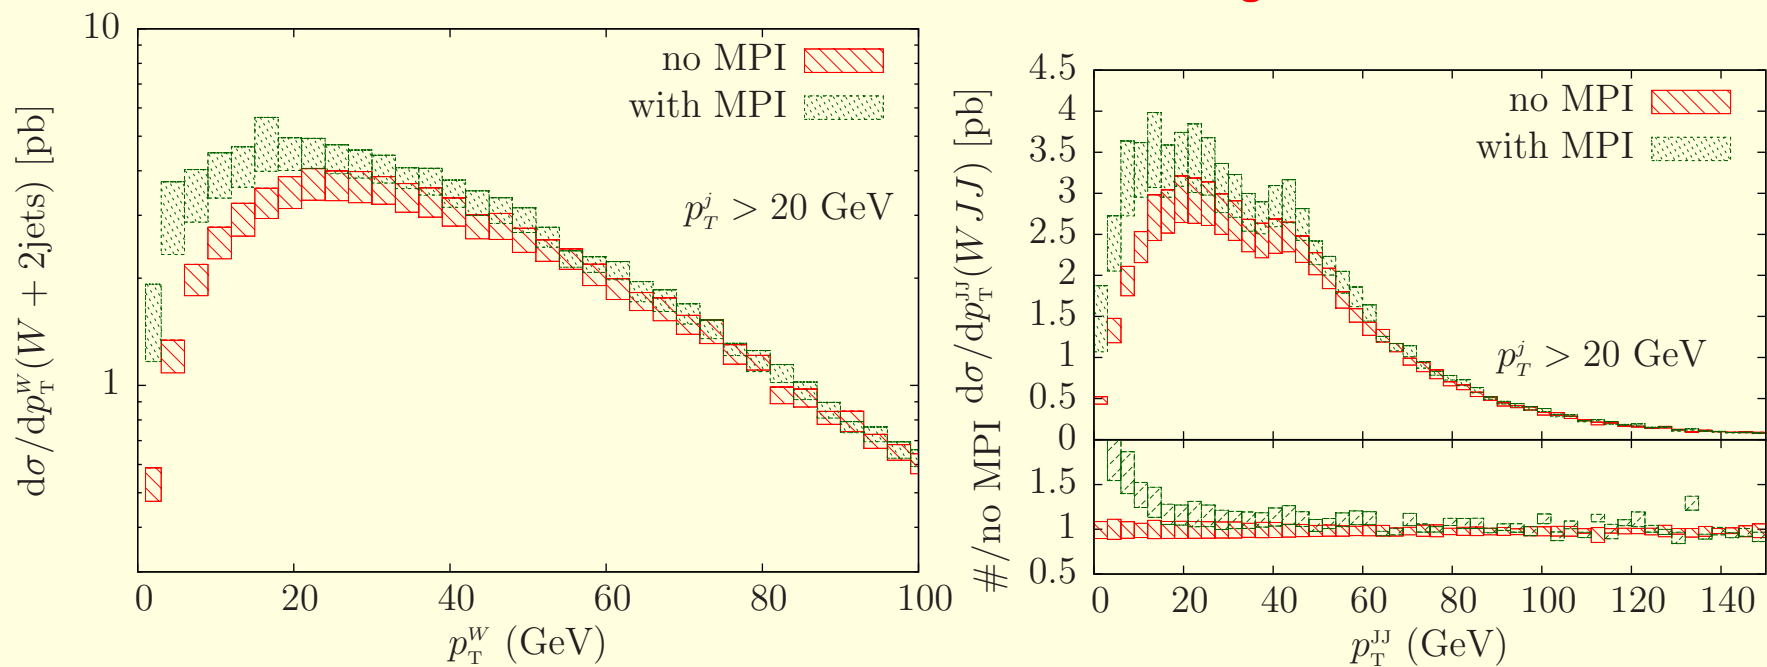 g
10
1
dσ/dp_T^W(W + 2jets) [pb]
no MPI
with MPI
p_T^j > 20 GeV
0 20 40 60 80 100
p_T^W (GeV)
4.5
4
3.5
3
2.5
2
1.5
1
0.5
0
dσ/dp_T^JJ(WJJ) [pb]
no MPI
with MPI
p_T^j > 20 GeV
1.5
1
0.5
#/no MPI
0 20 40 60 80 100 120 140
p_T^JJ (GeV)